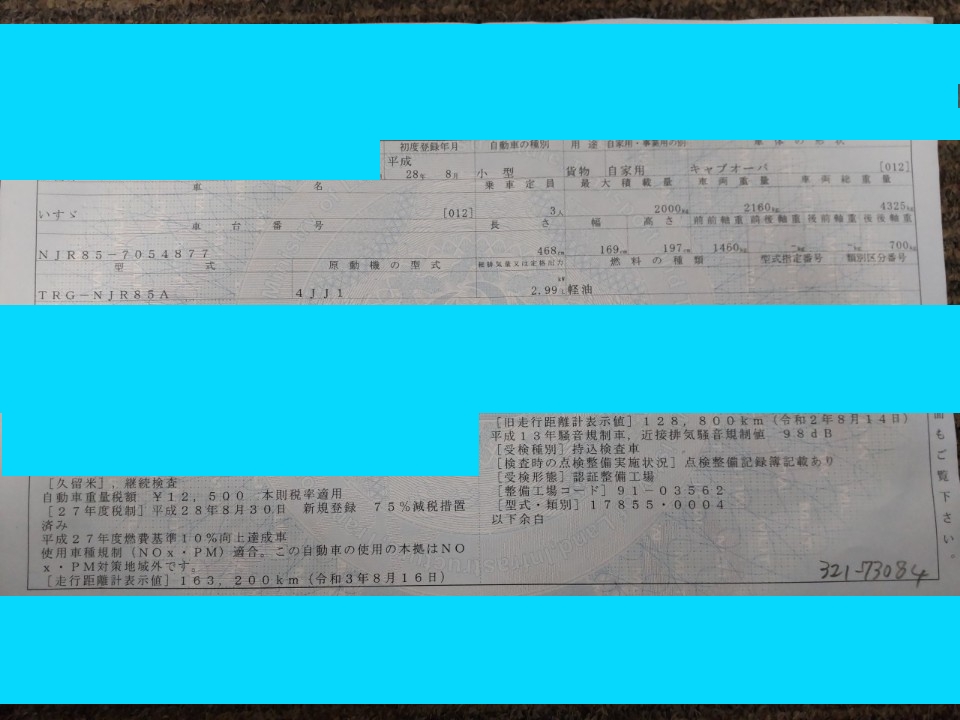 初度登録年月 自動車の種別 用途 自家用・事業用の別 車体の形状
平成 28年 8月 小型 貨物 自家用 キャブオーバ [012]
車名 乗車定員 最大積載量 車両重量 車両総重量
いすゞ [012] 3人 2000kg 2160kg 4325kg
車台番号 長さ 幅 高さ 前前軸重 前後軸重 後前軸重 後後軸重
NJR85-7054877 468cm 169cm 197cm 1460kg -kg -kg 700kg
型式 原動機の型式 総排気量又は定格出力 燃料の種類 型式指定番号 類別区分番号
TRG-NJR85A 4JJ1 2.99 kW L 軽油
[旧走行距離計表示値] 128,800km (令和2年8月14日)
平成13年騒音規制車,近接排気騒音規制値 98dB
[受検種別] 持込検査車
[検査時の点検整備実施状況] 点検整備記録簿記載あり
[受検形態] 認証整備工場
[整備工場コード] 91-03562
[型式・類別] 17855・0004
以下余白
[久留米],継続検査
自動車重量税額 ¥12,500 本則税率適用
[27年度税制] 平成28年8月30日 新規登録 75%減税措置
済み
平成27年度燃費基準10%向上達成車
使用車種規制(NOx・PM)適合。この自動車の使用の本拠はNO
x・PM対策地域外です。
[走行距離計表示値] 163,200km (令和3年8月16日)
面もご覧下さい。
321-73084